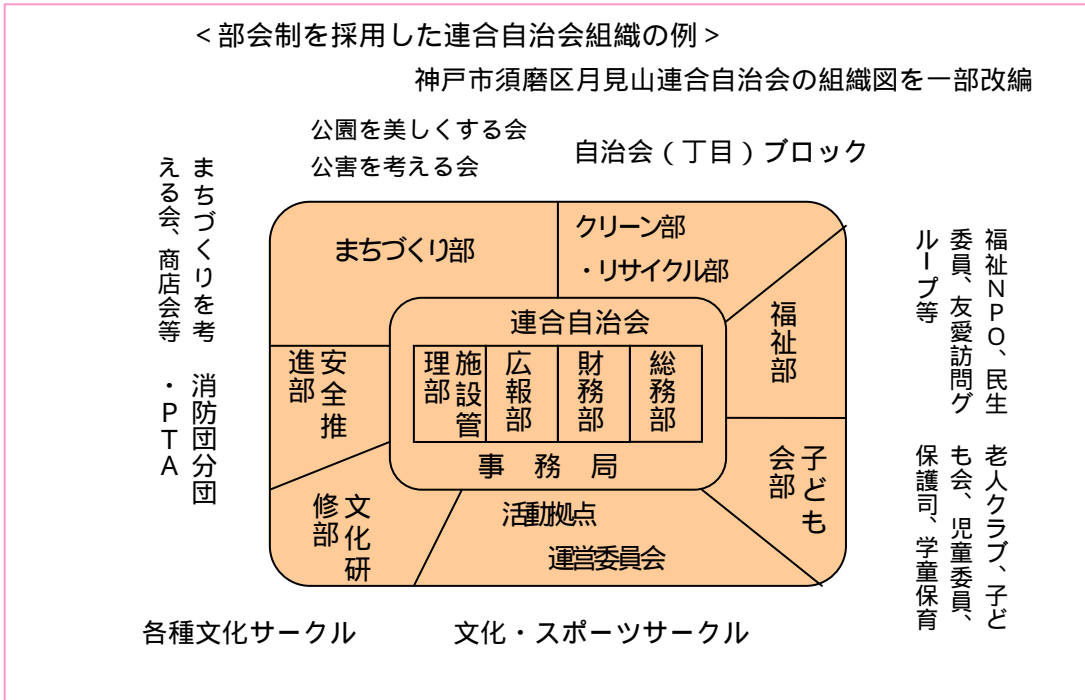 ＜部会制を採用した連合自治会組織の例＞
神戸市須磨区月見山連合自治会の組織図を一部改編
公園を美しくする会
公害を考える会
自治会（丁目）ブロック
まちづくりを考
える会、商店会等
消防団分団
・ＰＴＡ
まちづくり部
クリーン部
・リサイクル部
福祉部
福祉ＮＰＯ、民生
委員、友愛訪問グ
ループ等
連合自治会
施設管
理部
広報部
財務部
総務部
事　務　局
安全推
進部
文化研
修部
活動拠点
運営委員会
子ども
会部
老人クラブ、子ど
も会、児童委員、
保護司、学童保育
各種文化サークル
文化・スポーツサークル